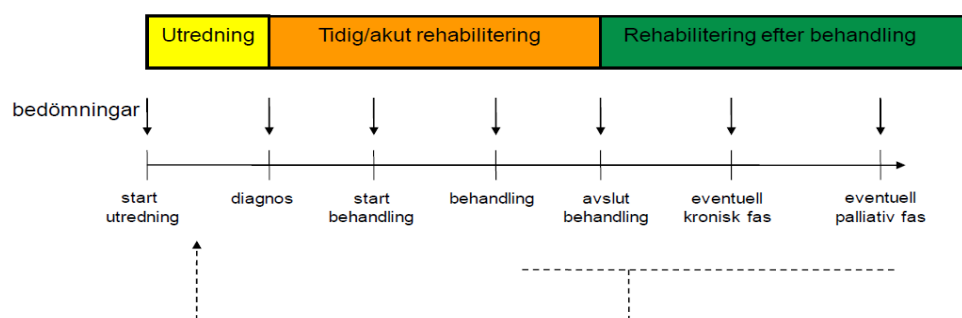 Utredning
Tidig/akut rehabilitering
Rehabilitering efter behandling
bedömningar
start
utredning
diagnos
start
behandling
behandling
avslut
behandling
eventuell
kronisk fas
eventuell
palliativ fas